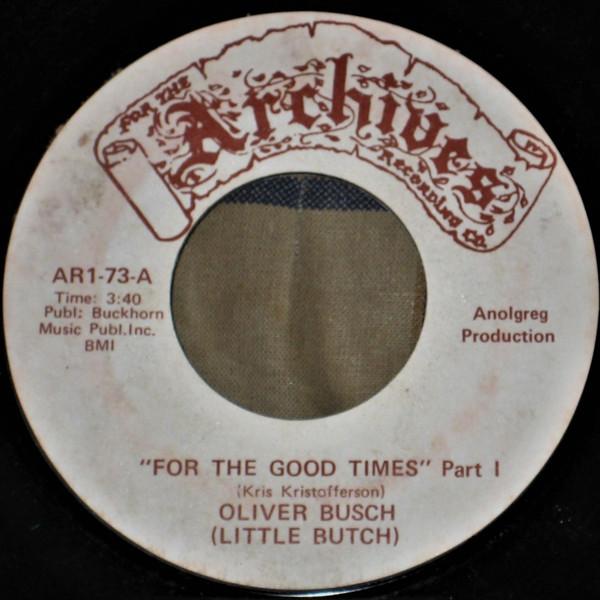 FOR THE
Archives
RECORDING CO.
AR1-73-A
Time: 3:40
Publ: Buckhorn
Music Publ.Inc.
BMI
Anolgreg
Production
"FOR THE GOOD TIMES" Part I
(Kris Kristofferson)
OLIVER BUSCH
(LITTLE BUTCH)